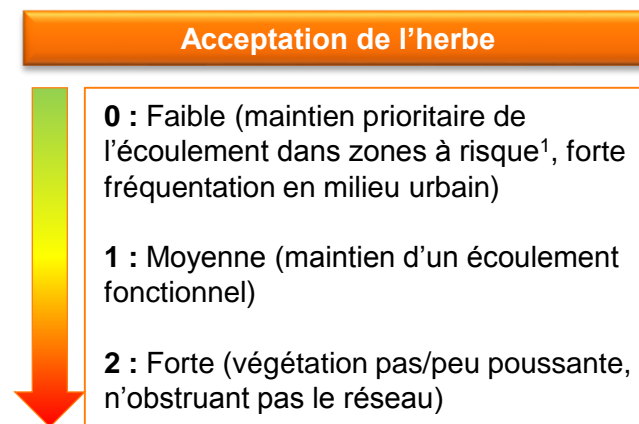 Acceptation de l’herbe
0 : Faible (maintien prioritaire de
l’écoulement dans zones à risque¹, forte
fréquentation en milieu urbain)
1 : Moyenne (maintien d’un écoulement
fonctionnel)
2 : Forte (végétation pas/peu poussante,
n’obstruant pas le réseau)